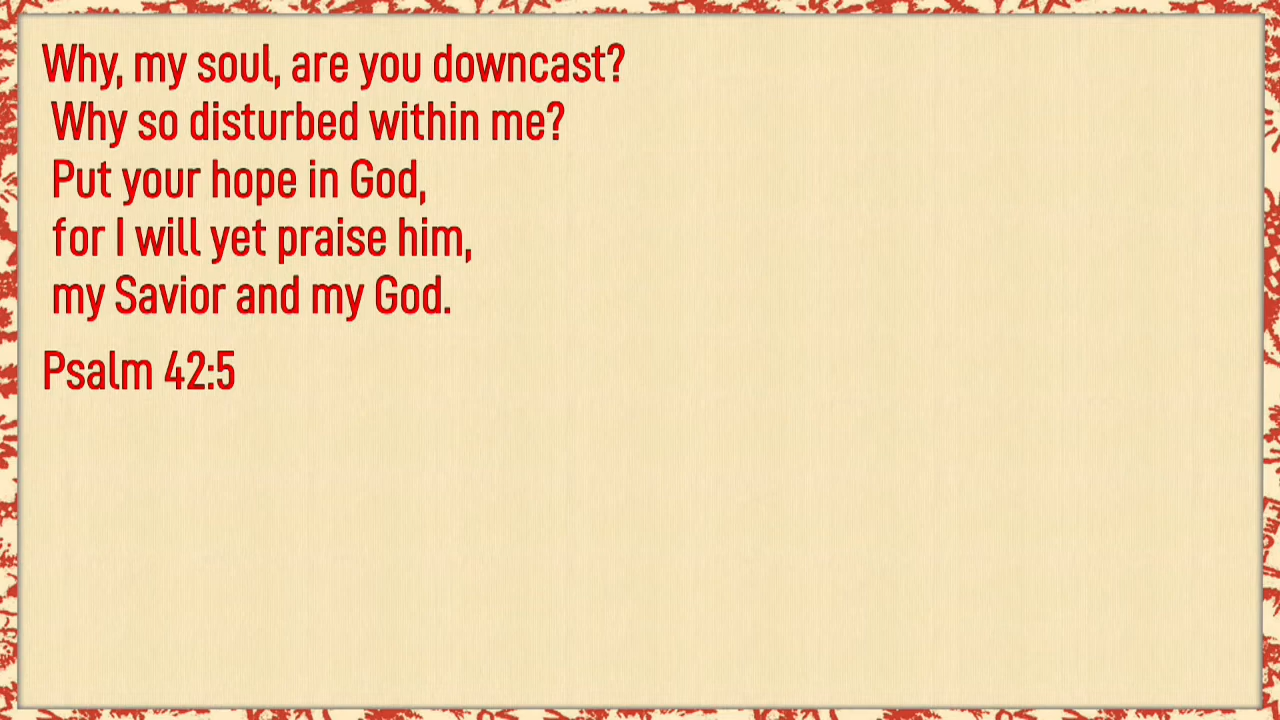 Why, my soul, are you downcast?
Why so disturbed within me?
Put your hope in God,
for I will yet praise him,
my Savior and my God.
Psalm 42:5